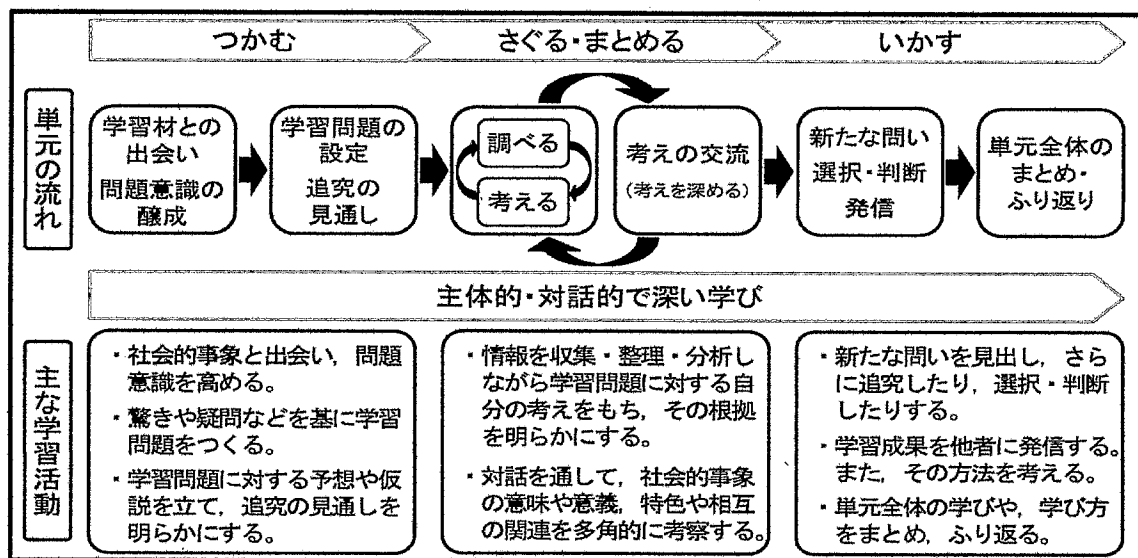 つかむ
さぐる・まとめる
いかす
単元の流れ
学習材との
出会い
問題意識の
醸成
学習問題の
設定
追究の
見通し
調べる
考える
考えの交流
(考えを深める)
新たな問い
選択・判断
発信
単元全体の
まとめ・
ふり返り
主体的・対話的で深い学び
主な学習活動
・社会的事象と出会い，問題
意識を高める。
・驚きや疑問などを基に学習
問題をつくる。
・学習問題に対する予想や仮
説を立て，追究の見通しを
明らかにする。
・情報を収集・整理・分析し
ながら学習問題に対する自
分の考えをもち，その根拠
を明らかにする。
・対話を通して，社会的事象
の意味や意義，特色や相互
の関連を多角的に考察する。
・新たな問いを見出し，さら
に追究したり，選択・判断
したりする。
・学習成果を他者に発信する。
また，その方法を考える。
・単元全体の学びや，学び方
をまとめ，ふり返る。